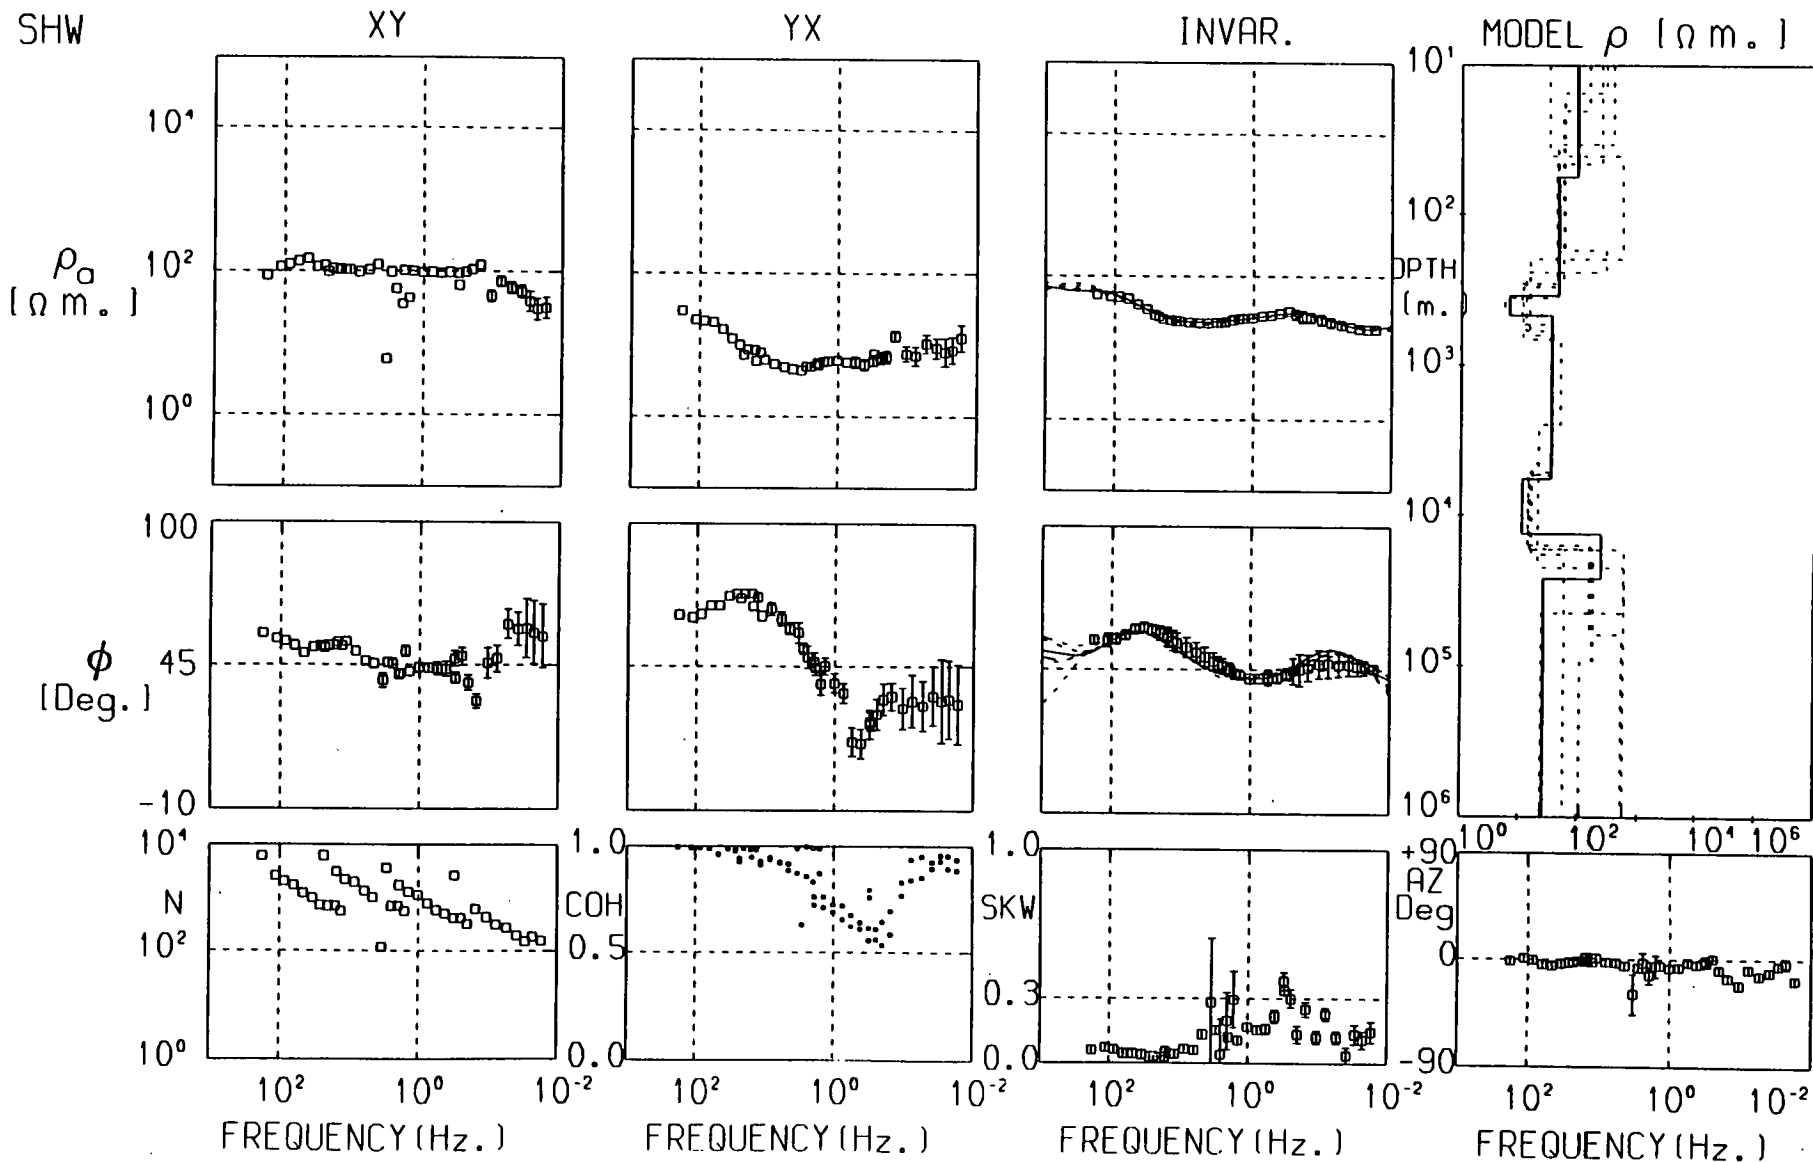 SHW XY YX INVAR. MODEL ρ [Ω m.]
10⁴
10²
10⁰
ρa
[Ω m.]
10¹
10²
DPTH
[m.]
10³
10⁴
10⁵
10⁶
100
45
-10
ϕ
[Deg.]
10⁰ 10² 10⁴ 10⁶
10⁴
N
10²
10⁰
1.0
COH
0.5
0.0
1.0
SKW
0.3
0.0
+90
AZ
Deg
0
-90
10² 10⁰ 10⁻² 10² 10⁰ 10⁻² 10² 10⁰ 10⁻² 10² 10⁰ 10⁻²
FREQUENCY(Hz.) FREQUENCY(Hz.) FREQUENCY(Hz.) FREQUENCY(Hz.)